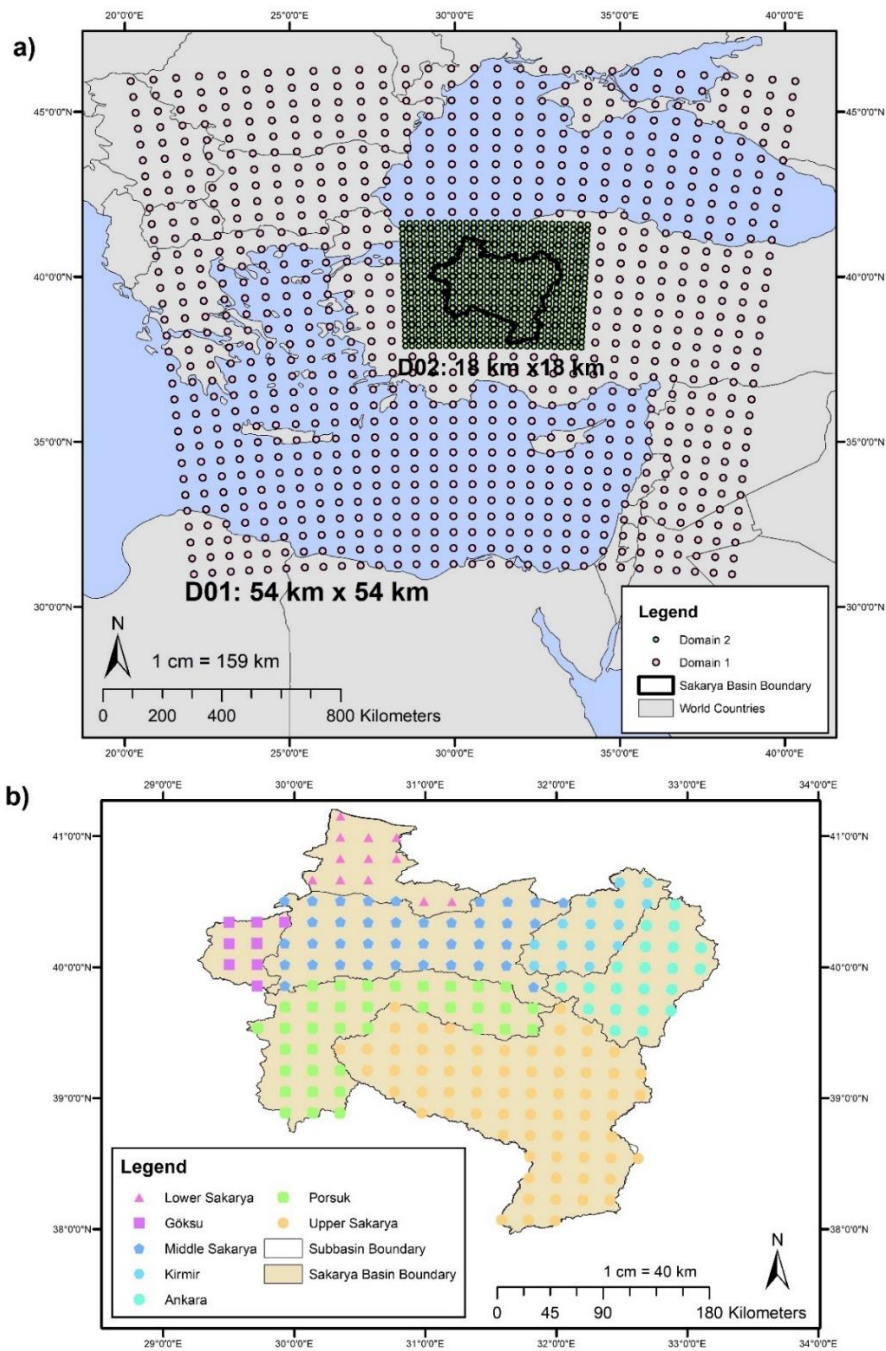 a)
20°0'0"E 25°0'0"E 30°0'0"E 35°0'0"E 40°0'0"E
45°0'0"N 45°0'0"N
40°0'0"N 40°0'0"N
D02: 18 km x18 km
35°0'0"N 35°0'0"N
D01: 54 km x 54 km
30°0'0"N 30°0'0"N
N
1 cm = 159 km
0 200 400 800 Kilometers
Legend
Domain 2
Domain 1
Sakarya Basin Boundary
World Countries
20°0'0"E 25°0'0"E 30°0'0"E 35°0'0"E 40°0'0"E
b)
29°0'0"E 30°0'0"E 31°0'0"E 32°0'0"E 33°0'0"E 34°0'0"E
41°0'0"N 41°0'0"N
40°0'0"N 40°0'0"N
39°0'0"N 39°0'0"N
38°0'0"N 38°0'0"N
Legend
Lower Sakarya Porsuk
Göksu Upper Sakarya
Middle Sakarya Subbasin Boundary
Kirmir Sakarya Basin Boundary
Ankara
N
1 cm = 40 km
0 45 90 180 Kilometers
29°0'0"E 30°0'0"E 31°0'0"E 32°0'0"E 33°0'0"E 34°0'0"E